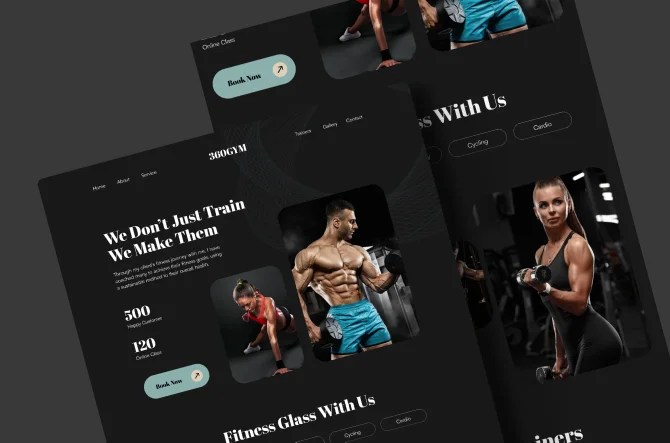 Online Class
Book Now
ss With Us
Cycling
Cardio
iners
360GYM
Home
About
Service
Trainers
Gallery
Contact
We Don't Just Train
We Make Them
Through my client's fitness journey with me, I have
coached many to achieve their fitness goals, using
a sustainable method to their overall health.
500
Happy Customer
120
Online Class
Book Now
Fitness Glass With Us
Cycling
Cardio